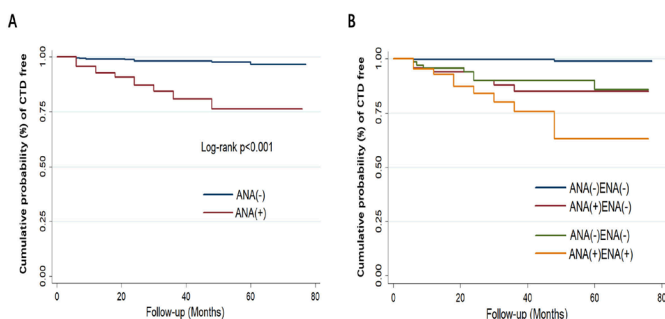 A
Cumulative probability (%) of CTD free
1.00
0.75
0.50
0.25
0.00
Log-rank p<0.001
ANA(-)
ANA(+)
0 20 40 60 80
Follow-up (Months)
B
Cumulative probability (%) of CTD free
1.00
0.75
0.50
0.25
0.00
ANA(-)ENA(-)
ANA(+)ENA(-)
ANA(-)ENA(-)
ANA(+)ENA(+)
0 20 40 60 80
Follow-up (Months)